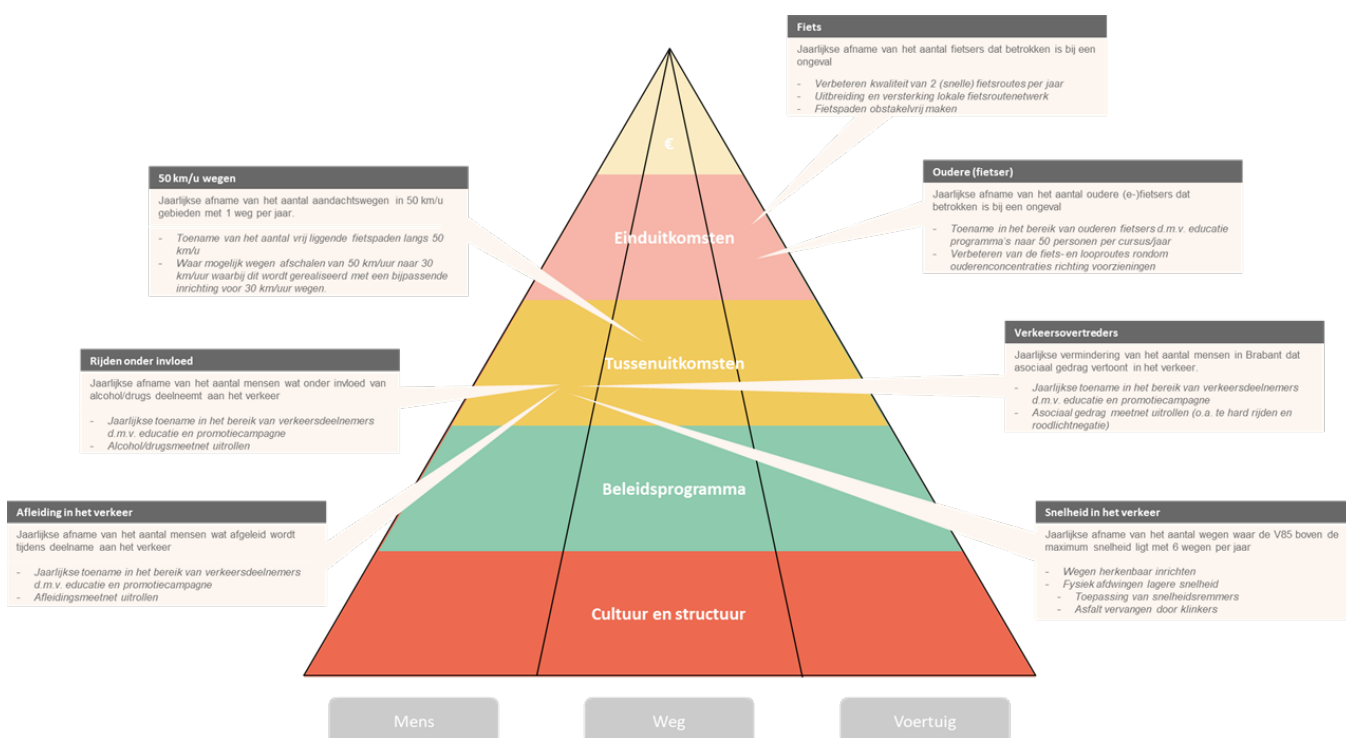 Fiets
Jaarlijkse afname van het aantal fietsers dat betrokken is bij een
ongeval
- Verbeteren kwaliteit van 2 (snelle) fietsroutes per jaar
- Uitbreiding en versterking lokale fietsroutenetwerk
- Fietspaden obstakelvrij maken
€
50 km/u wegen
Jaarlijkse afname van het aantal aandachtswegen in 50 km/u
gebieden met 1 weg per jaar.
- Toename van het aantal vrij liggende fietspaden langs 50
km/u
- Waar mogelijk wegen afschalen van 50 km/uur naar 30
km/uur waarbij dit wordt gerealiseerd met een bijpassende
inrichting voor 30 km/uur wegen.
Oudere (fietser)
Jaarlijkse afname van het aantal oudere (e-)fietsers dat
betrokken is bij een ongeval
- Toename in het bereik van ouderen fietsers d.m.v. educatie
programma's naar 50 personen per cursus/jaar
- Verbeteren van de fiets- en looproutes rondom
ouderenconcentraties richting voorzieningen
Einduitkomsten
Verkeersovertreders
Jaarlijkse vermindering van het aantal mensen in Brabant dat
asociaal gedrag vertoont in het verkeer.
- Jaarlijkse toename in het bereik van verkeersdeelnemers
d.m.v. educatie en promotiecampagne
- Asociaal gedrag meetnet uitrollen (o.a. te hard rijden en
roodlichtnegatie)
Tussenuitkomsten
Rijden onder invloed
Jaarlijkse afname van het aantal mensen wat onder invloed van
alcohol/drugs deelneemt aan het verkeer
- Jaarlijkse toename in het bereik van verkeersdeelnemers
d.m.v. educatie en promotiecampagne
- Alcohol/drugsmeetnet uitrollen
Beleidsprogramma
Afleiding in het verkeer
Jaarlijkse afname van het aantal mensen wat afgeleid wordt
tijdens deelname aan het verkeer
- Jaarlijkse toename in het bereik van verkeersdeelnemers
d.m.v. educatie en promotiecampagne
- Afleidingsmeetnet uitrollen
Snelheid in het verkeer
Jaarlijkse afname van het aantal wegen waar de V85 boven de
maximum snelheid ligt met 6 wegen per jaar
- Wegen herkenbaar inrichten
- Fysiek afdwingen lagere snelheid
- Toepassing van snelheidsremmers
- Asfalt vervangen door klinkers
Cultuur en structuur
Mens
Weg
Voertuig